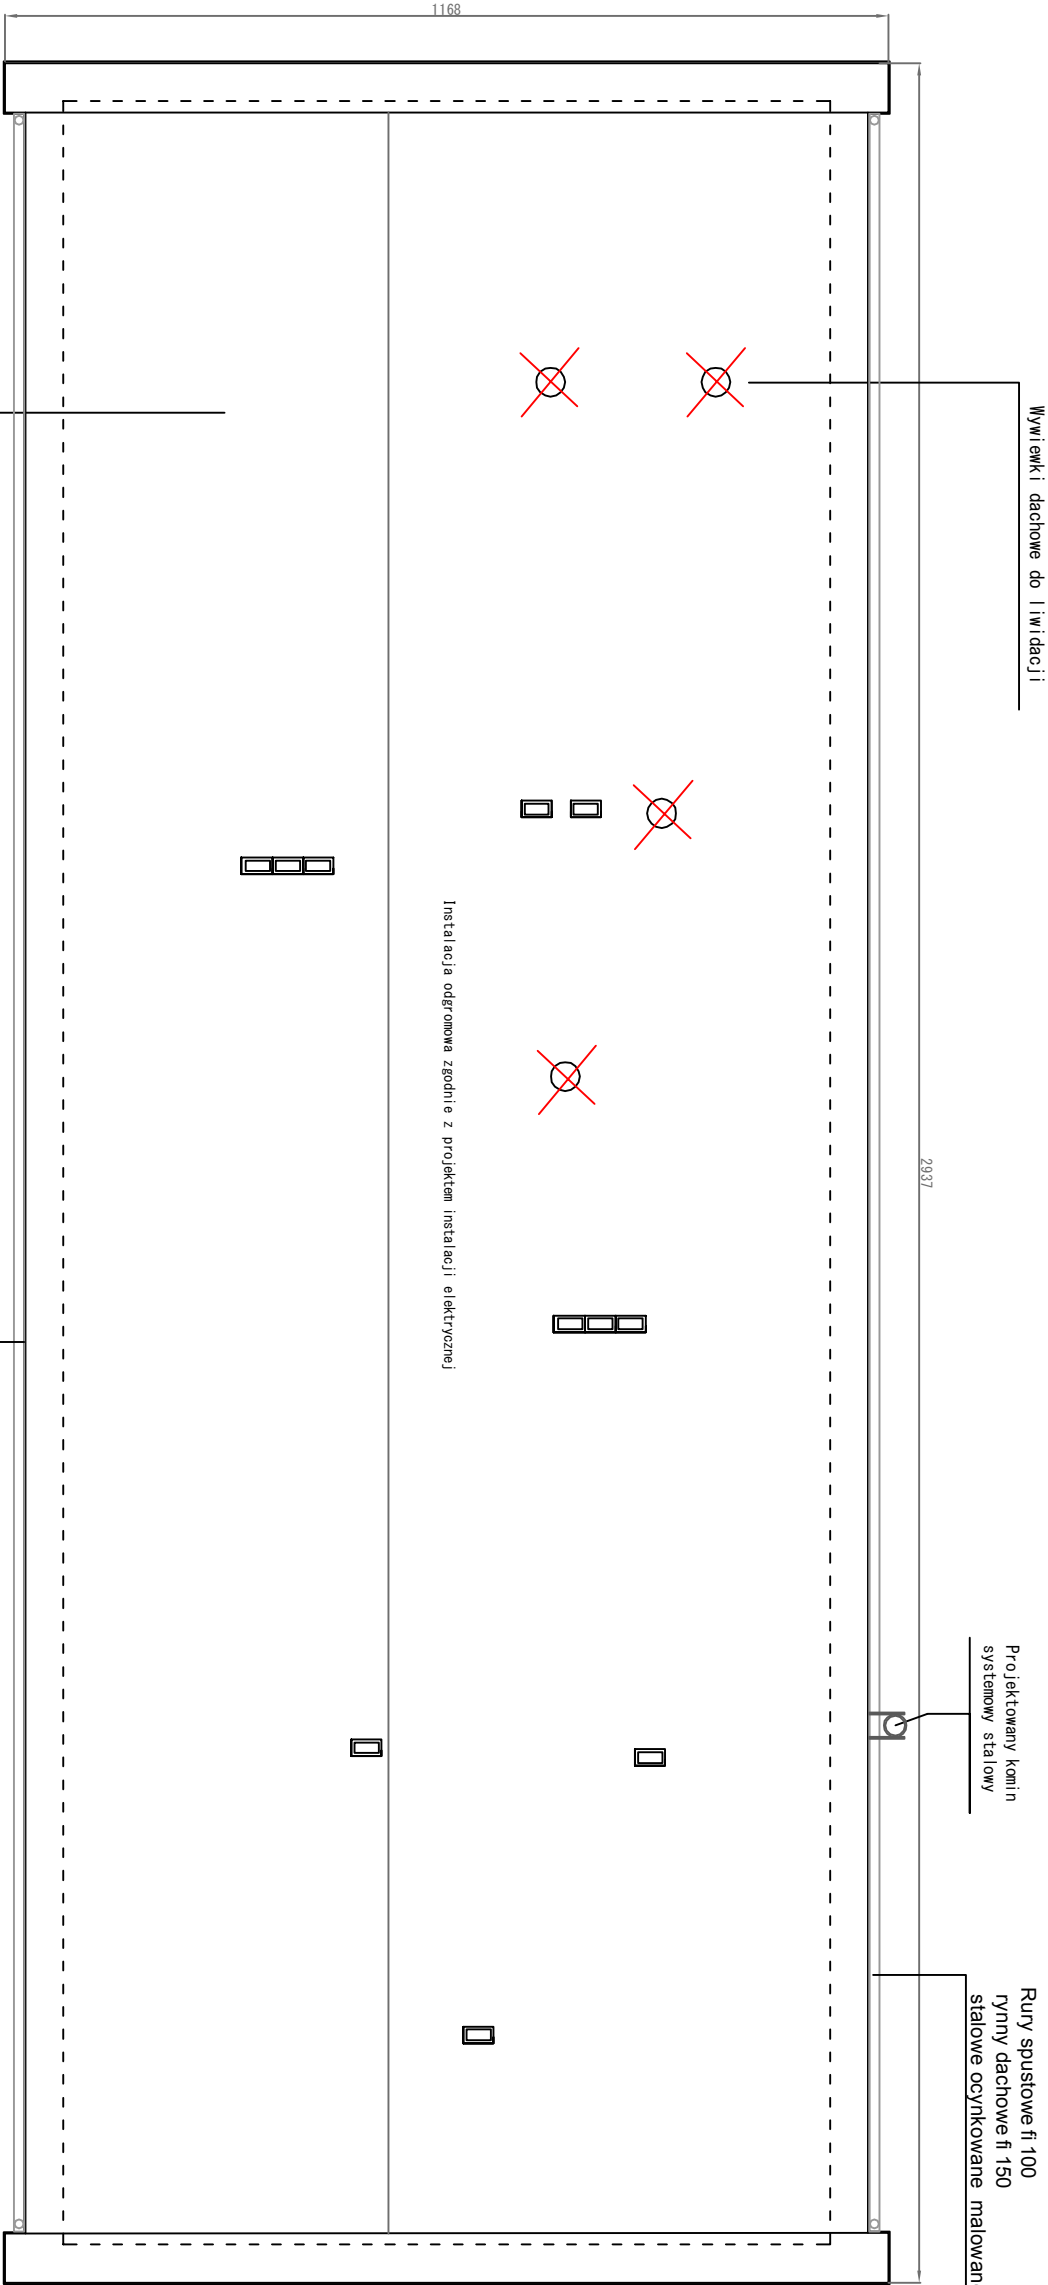 1168
Wywiewki dachowe do liwidacji
Instalacja odgromowa zgodnie z projektem instalacji elektrycznej
2937
Projektowany komin
systemowy stalowy
Rury spustowe fi 100
rynny dachowe fi 150
stalowe ocynkowane malowan